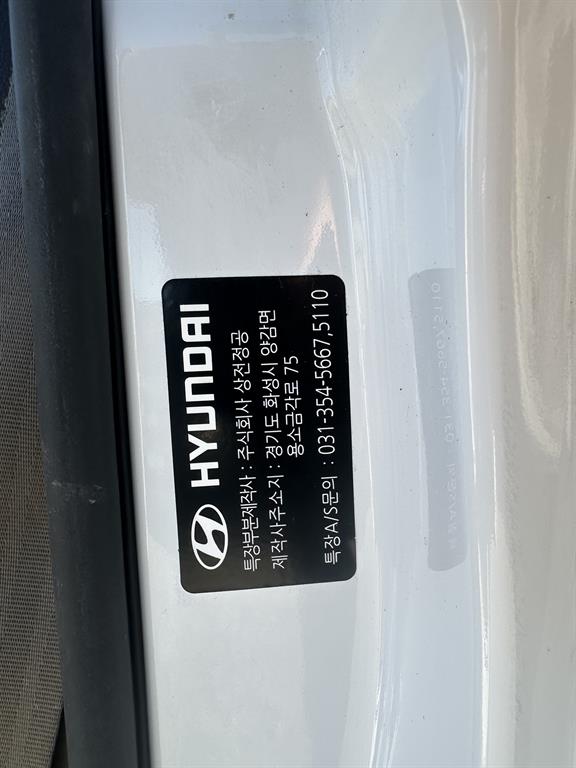 HYUNDAI
특장부분제작사 : 주식회사 상전정공
제작사주소지 : 경기도 화성시 양감면
용소금각로 75
특장A/S문의 : 031-354-5667,5110